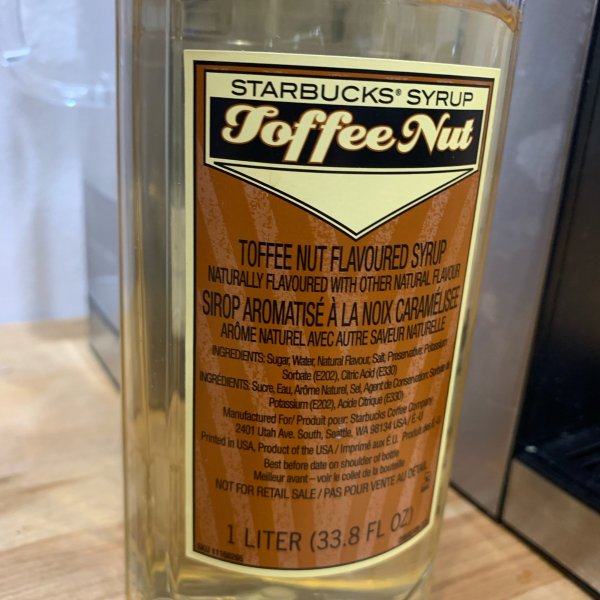 STARBUCKS® SYRUP
Toffee Nut
TOFFEE NUT FLAVOURED SYRUP
NATURALLY FLAVOURED WITH OTHER NATURAL FLAVOUR
SIROP AROMATISÉ À LA NOIX CARAMÉLISÉE
ARÔME NATUREL AVEC AUTRE SAVEUR NATURELLE
INGREDIENTS: Sugar, Water, Natural Flavour, Salt, Preservative: Potassium
Sorbate (E202), Citric Acid (E330)
INGRÉDIENTS: Sucre, Eau, Arôme Naturel, Sel, Agent de Conservation: Sorbate de
Potassium (E202), Acide Citrique (E330)
Manufactured For/ Produit pour: Starbucks Coffee Company
2401 Utah Ave. South, Seattle, WA 98134 USA / E-U
Printed in USA, Product of the USA / Imprimé aux É.U. Produit des É-U.
Best before date on shoulder of bottle
Meilleur avant – voir le collet de la bouteille
NOT FOR RETAIL SALE / PAS POUR VENTE AU DÉTAIL
1 LITER (33.8 FL OZ)